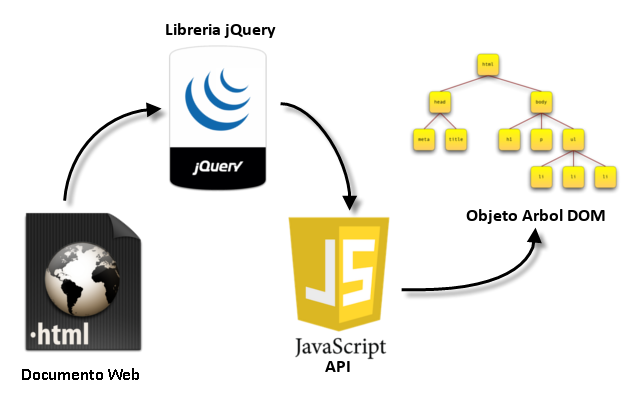 Libreria jQuery
jQuery
html
head
body
meta
title
h1
p
ul
li
li
li
Objeto Arbol DOM
JS
JavaScript
API
.html
Documento Web